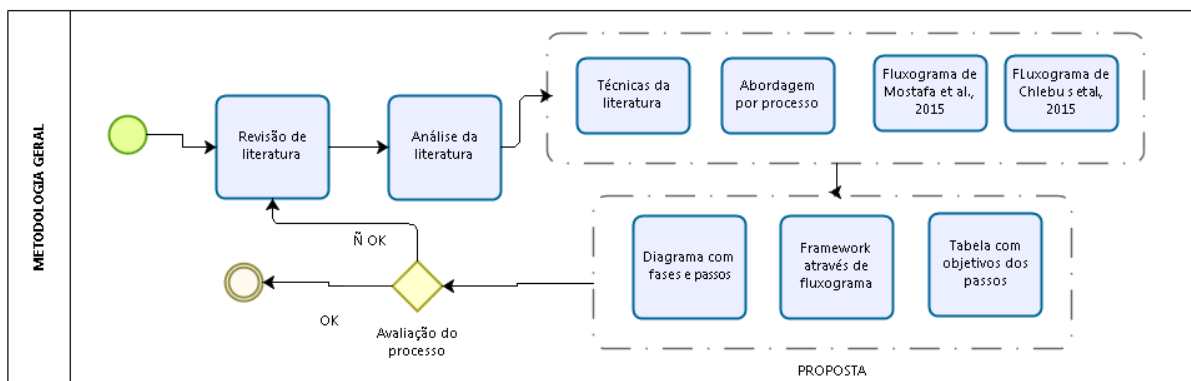 METODOLOGIA GERAL
Revisão de
literatura
Análise da
literatura
Técnicas da
literatura
Abordagem
por processo
Fluxograma de
Mostafa et al.,
2015
FLuxograma de
Chlebu s etal,
2015
Diagrama com
fases e passos
Framework
através de
fluxograma
Tabela com
objetivos dos
passos
PROPOSTA
Ñ OK
OK
Avaliação do
processo